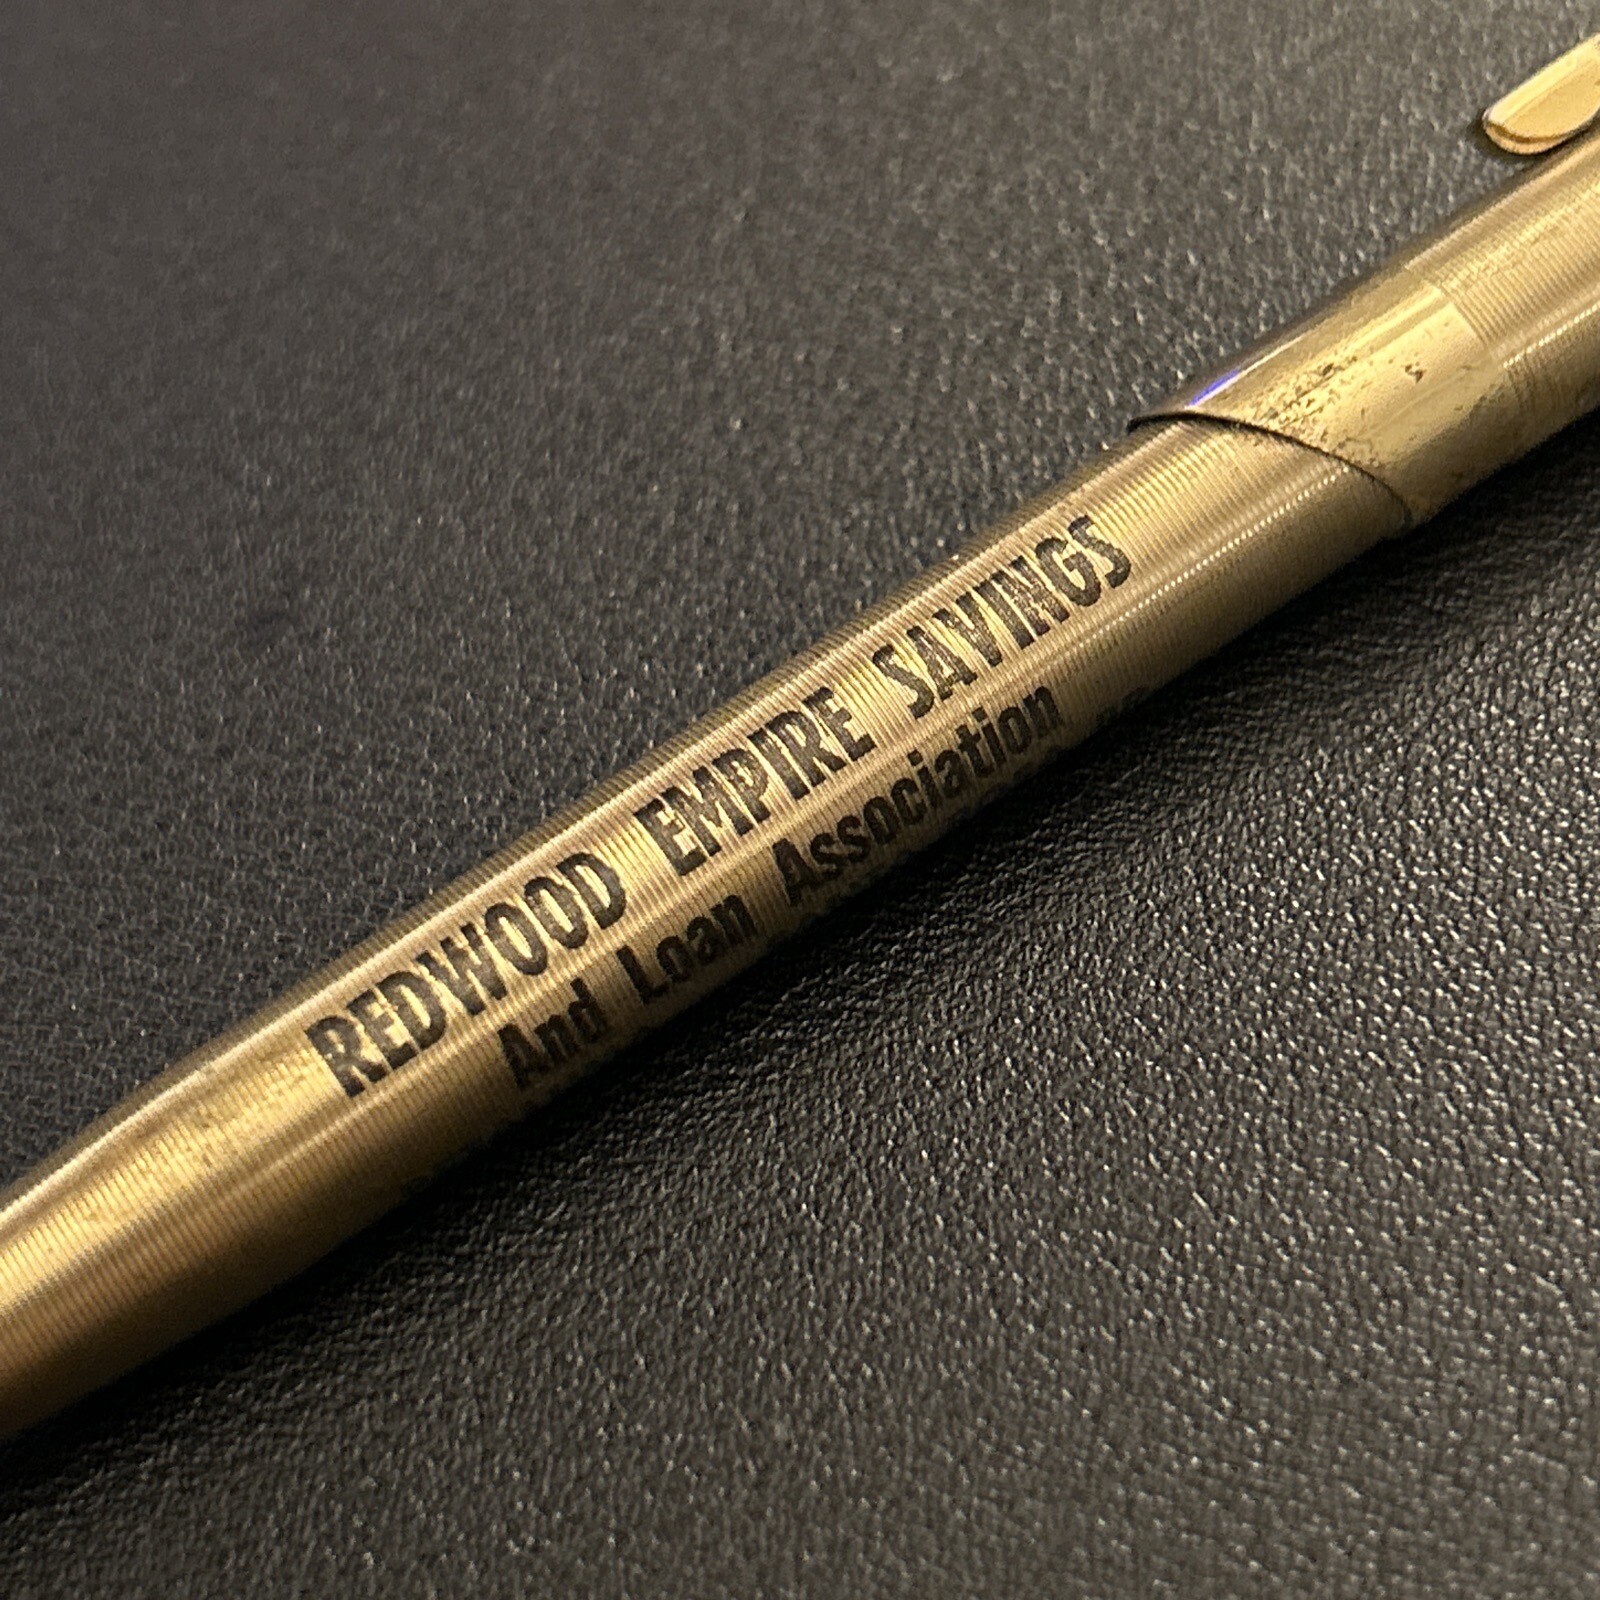 REDWOOD EMPIRE SAVINGS
And Loan Association